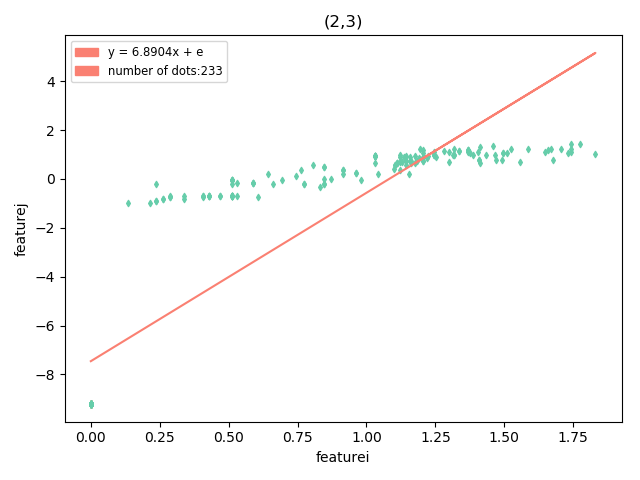 (2,3)
y = 6.8904x + e
number of dots:233
4
2
0
−2
−4
−6
−8
featurej
0.00 0.25 0.50 0.75 1.00 1.25 1.50 1.75
featurei